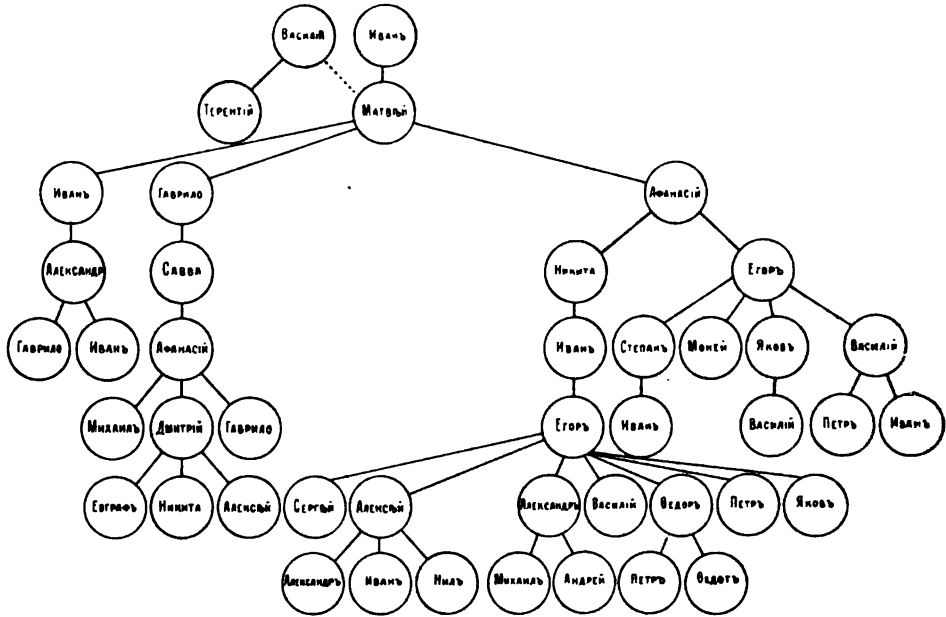 Василій Иванъ
Терентій Матвѣй
Иванъ Гаврило Афанасій
Александръ Савва Никита Егоръ
Гаврило Иванъ Афанасій Иванъ Степанъ Мокей Яковъ Василій
Михаилъ Дмитрій Гаврило Егоръ Иванъ Василій Петръ Иванъ
Евграфъ Никита Алексѣй Сергѣй Алексѣй Александръ Василій Ѳедоръ Петръ Яковъ
Александръ Иванъ Нилъ Михаилъ Андрей Петръ Ѳедотъ